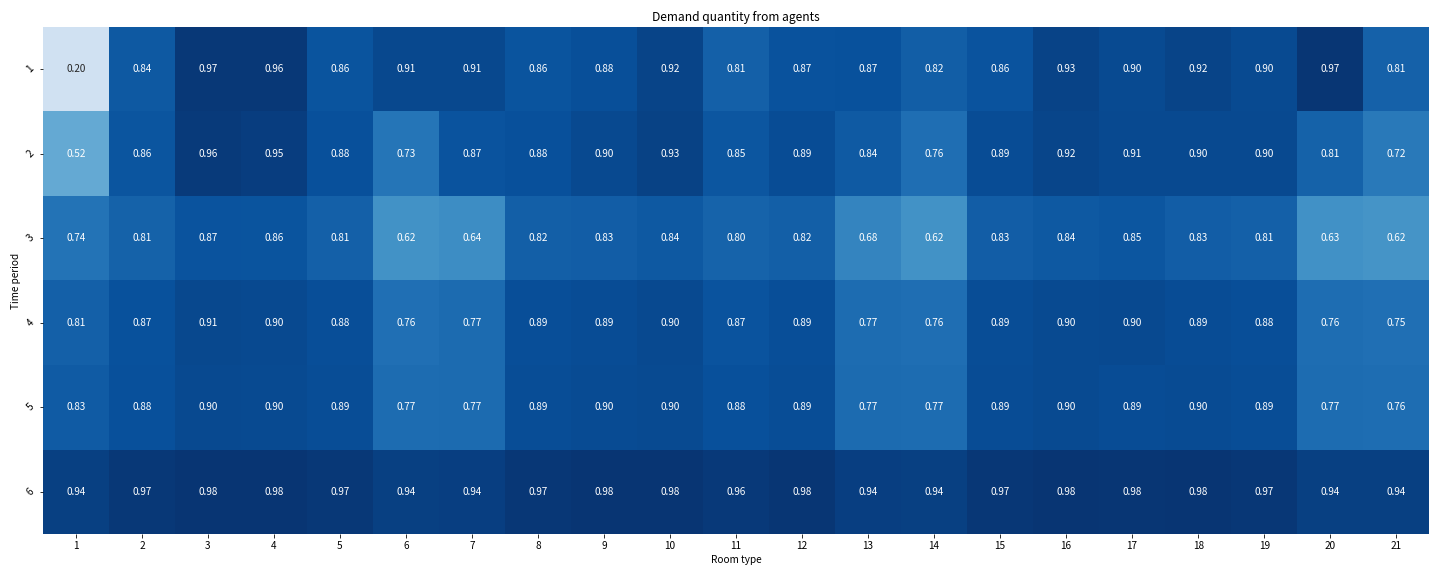 Demand quantity from agents
1 0.20 0.84 0.97 0.96 0.86 0.91 0.91 0.86 0.88 0.92 0.81 0.87 0.87 0.82 0.86 0.93 0.90 0.92 0.90 0.97 0.81
2 0.52 0.86 0.96 0.95 0.88 0.73 0.87 0.88 0.90 0.93 0.85 0.89 0.84 0.76 0.89 0.92 0.91 0.90 0.90 0.81 0.72
3 0.74 0.81 0.87 0.86 0.81 0.62 0.64 0.82 0.83 0.84 0.80 0.82 0.68 0.62 0.83 0.84 0.85 0.83 0.81 0.63 0.62
Time period
4 0.81 0.87 0.91 0.90 0.88 0.76 0.77 0.89 0.89 0.90 0.87 0.89 0.77 0.76 0.89 0.90 0.90 0.89 0.88 0.76 0.75
5 0.83 0.88 0.90 0.90 0.89 0.77 0.77 0.89 0.90 0.90 0.88 0.89 0.77 0.77 0.89 0.90 0.89 0.90 0.89 0.77 0.76
6 0.94 0.97 0.98 0.98 0.97 0.94 0.94 0.97 0.98 0.98 0.96 0.98 0.94 0.94 0.97 0.98 0.98 0.98 0.97 0.94 0.94
1 2 3 4 5 6 7 8 9 10 11 12 13 14 15 16 17 18 19 20 21
Room type